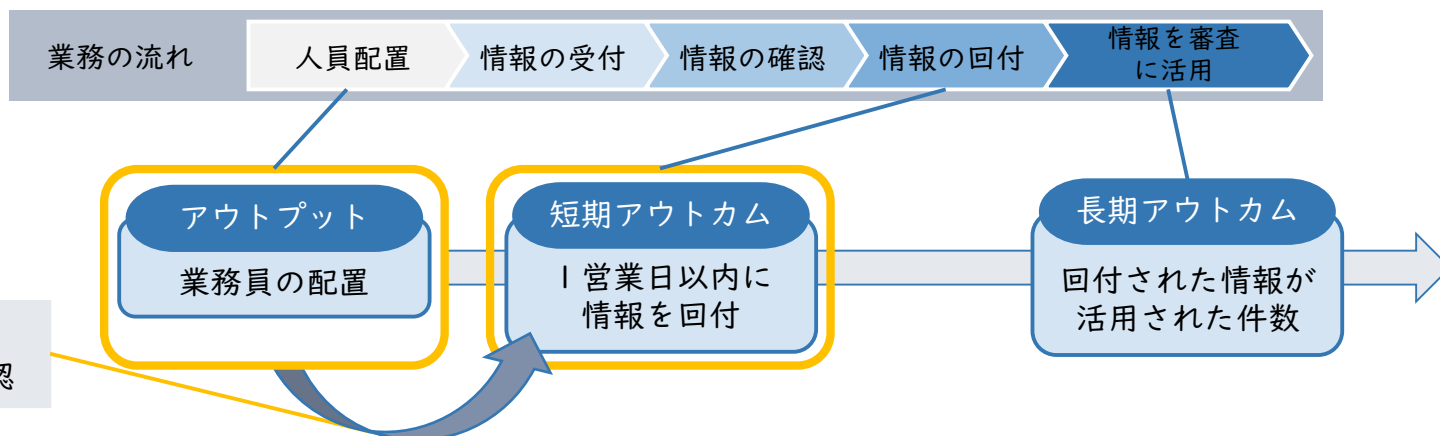 業務の流れ
人員配置
情報の受付
情報の確認
情報の回付
情報を審査
に活用
アウトプット
業務員の配置
短期アウトカム
1営業日以内に
情報を回付
長期アウトカム
回付された情報が
活用された件数
認